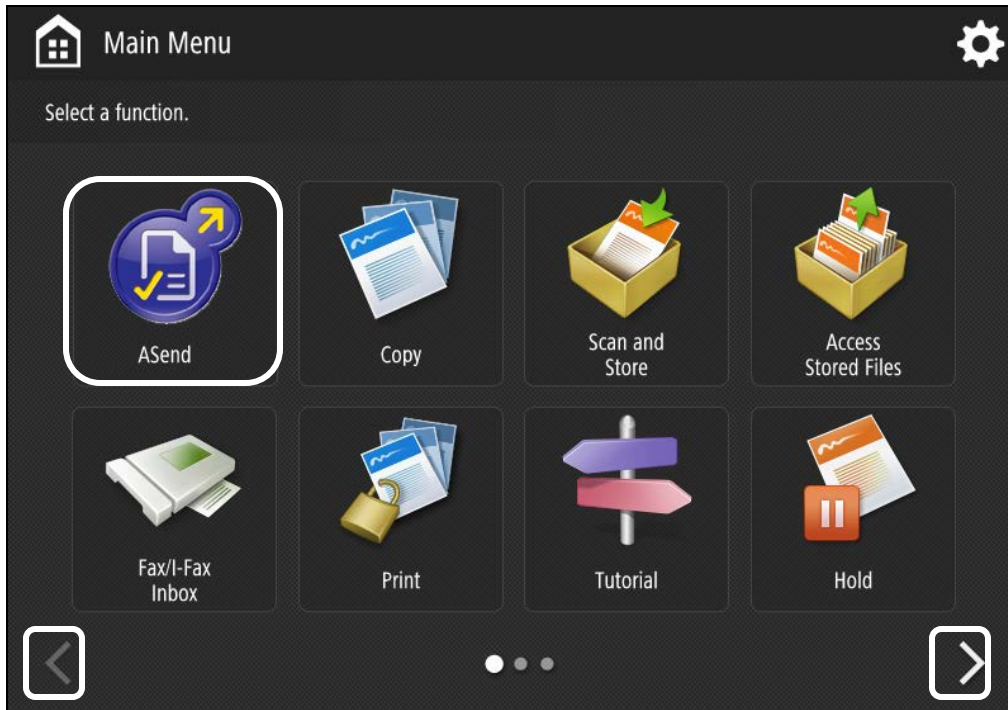 Main Menu
Select a function.
ASend
Copy
Scan and
Store
Access
Stored Files
Fax/I-Fax
Inbox
Print
Tutorial
Hold